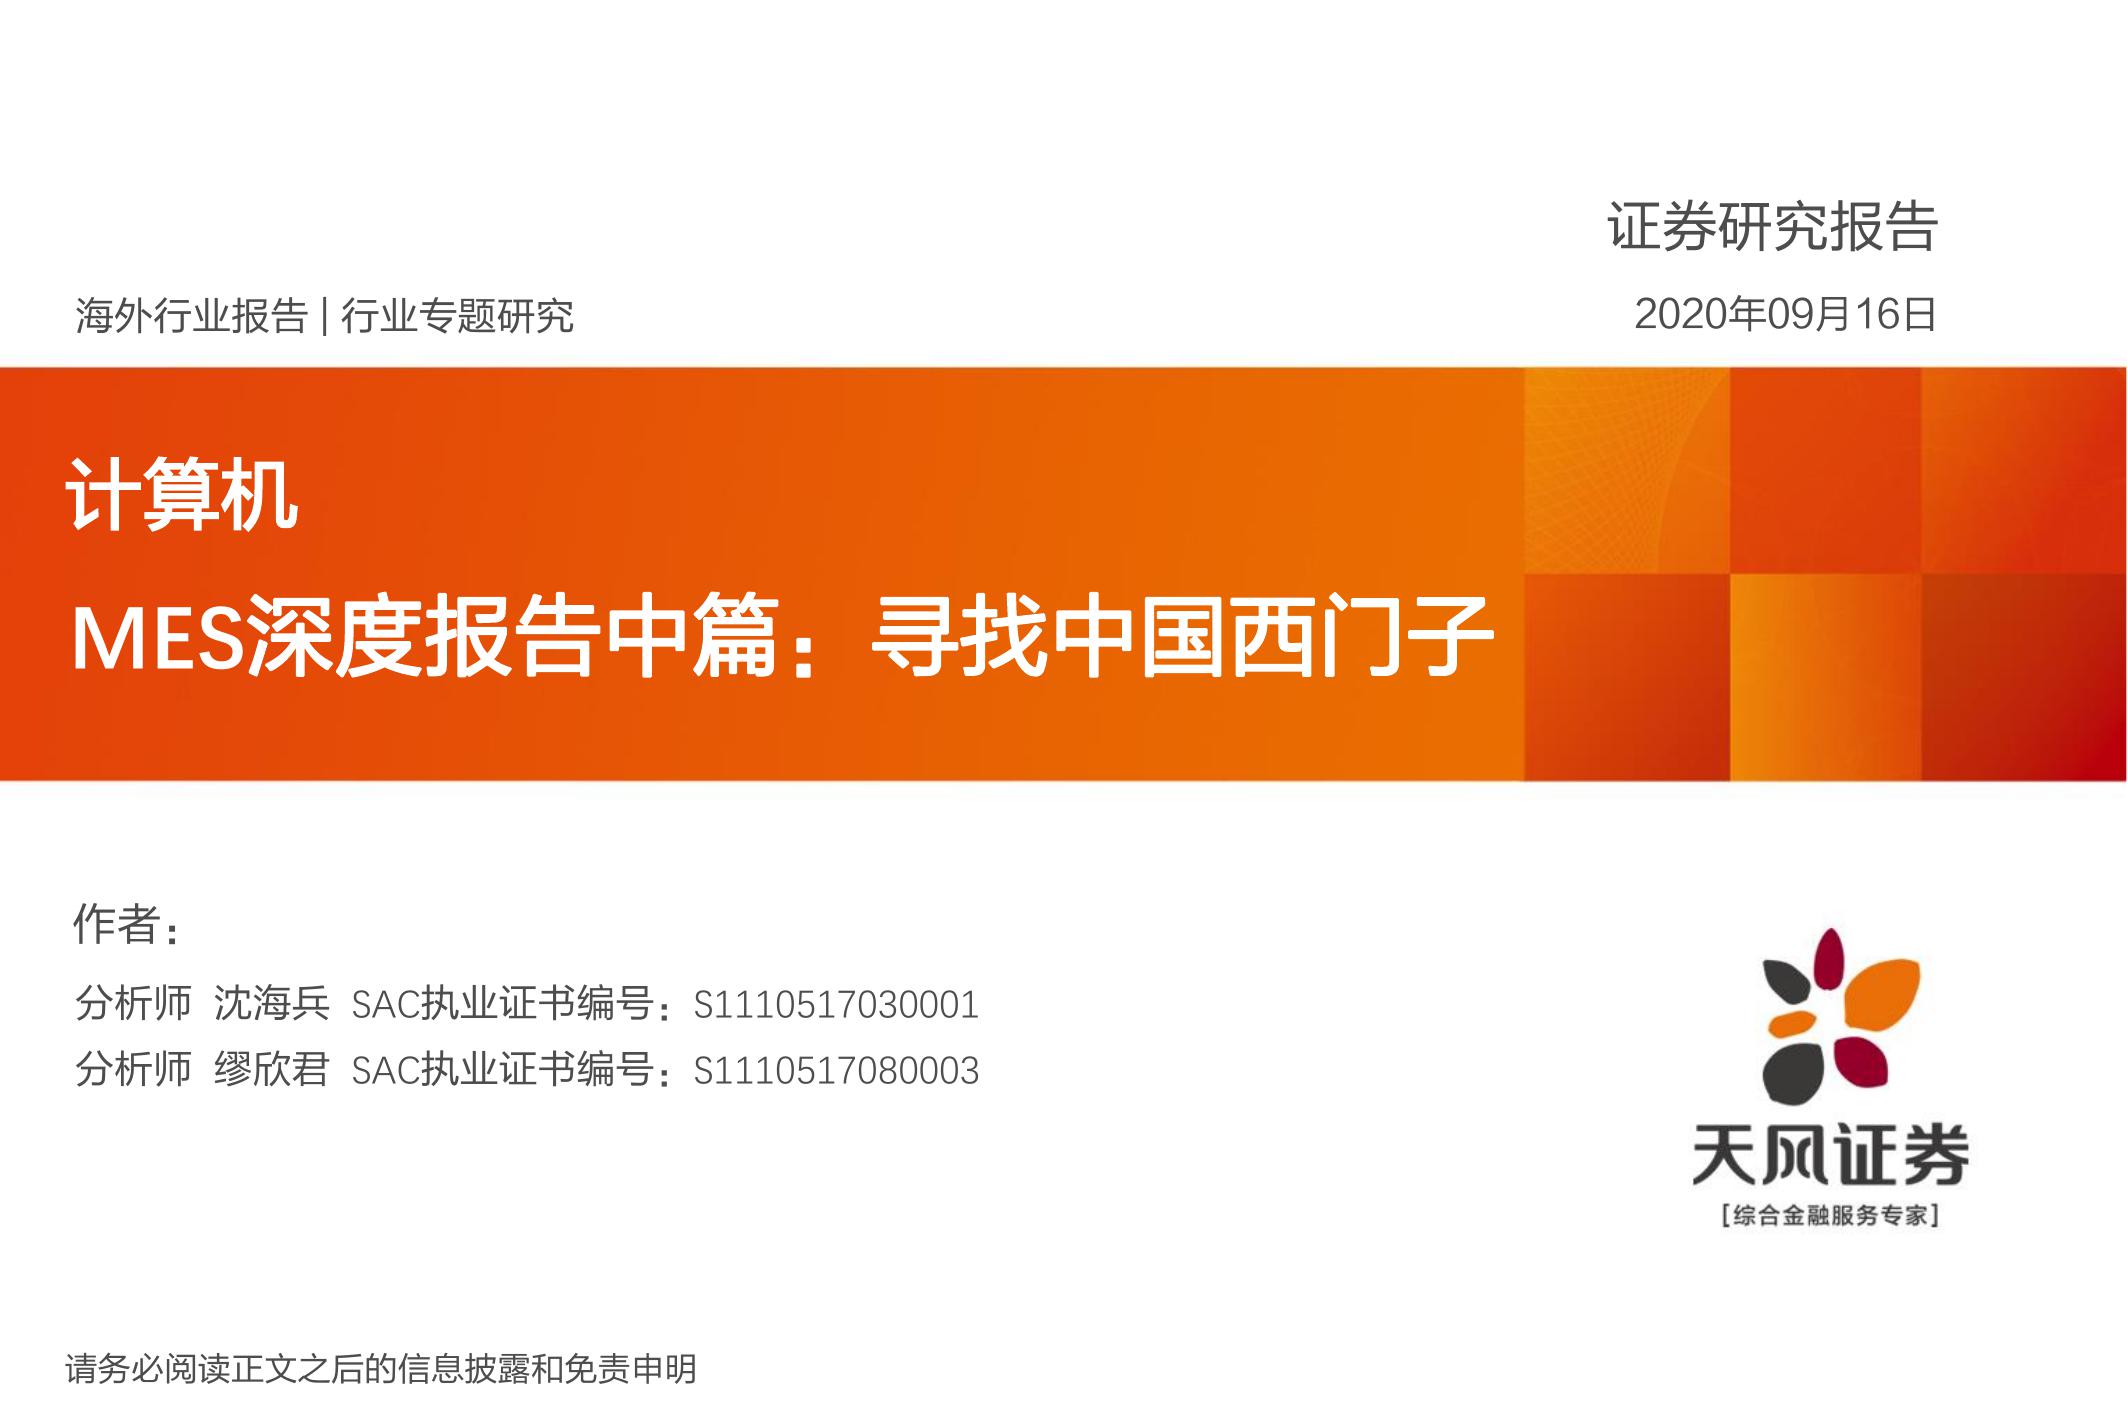 证券研究报告
海外行业报告 | 行业专题研究
2020年09月16日
计算机
MES深度报告中篇：寻找中国西门子
作者：
分析师 沈海兵 SAC执业证书编号：S1110517030001
分析师 缪欣君 SAC执业证书编号：S1110517080003
天风证券
[综合金融服务专家]
请务必阅读正文之后的信息披露和免责申明